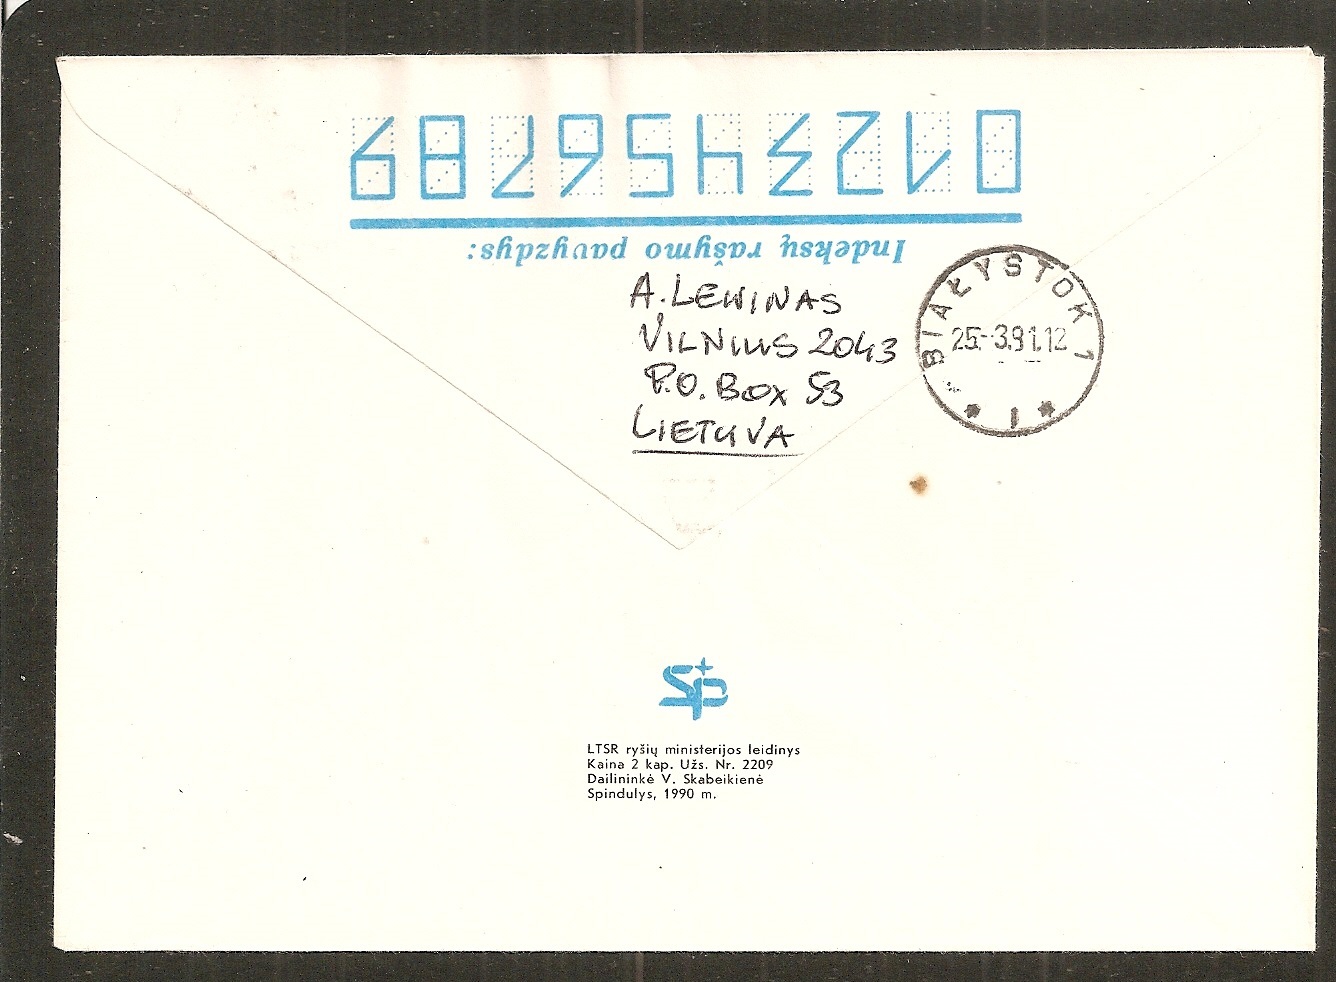 0123456789
Indeksų rašymo pavyzdys:
A. LEWINAS
VILNIUS 2043
P.O. BOX 53
LIETUVA
BIAŁYSTOK 1
25.-3.91.12
* 1 *
Sp
LTSR ryšių ministerijos leidinys
Kaina 2 kap. Užs. Nr. 2209
Dailininkė V. Skabeikienė
Spindulys, 1990 m.